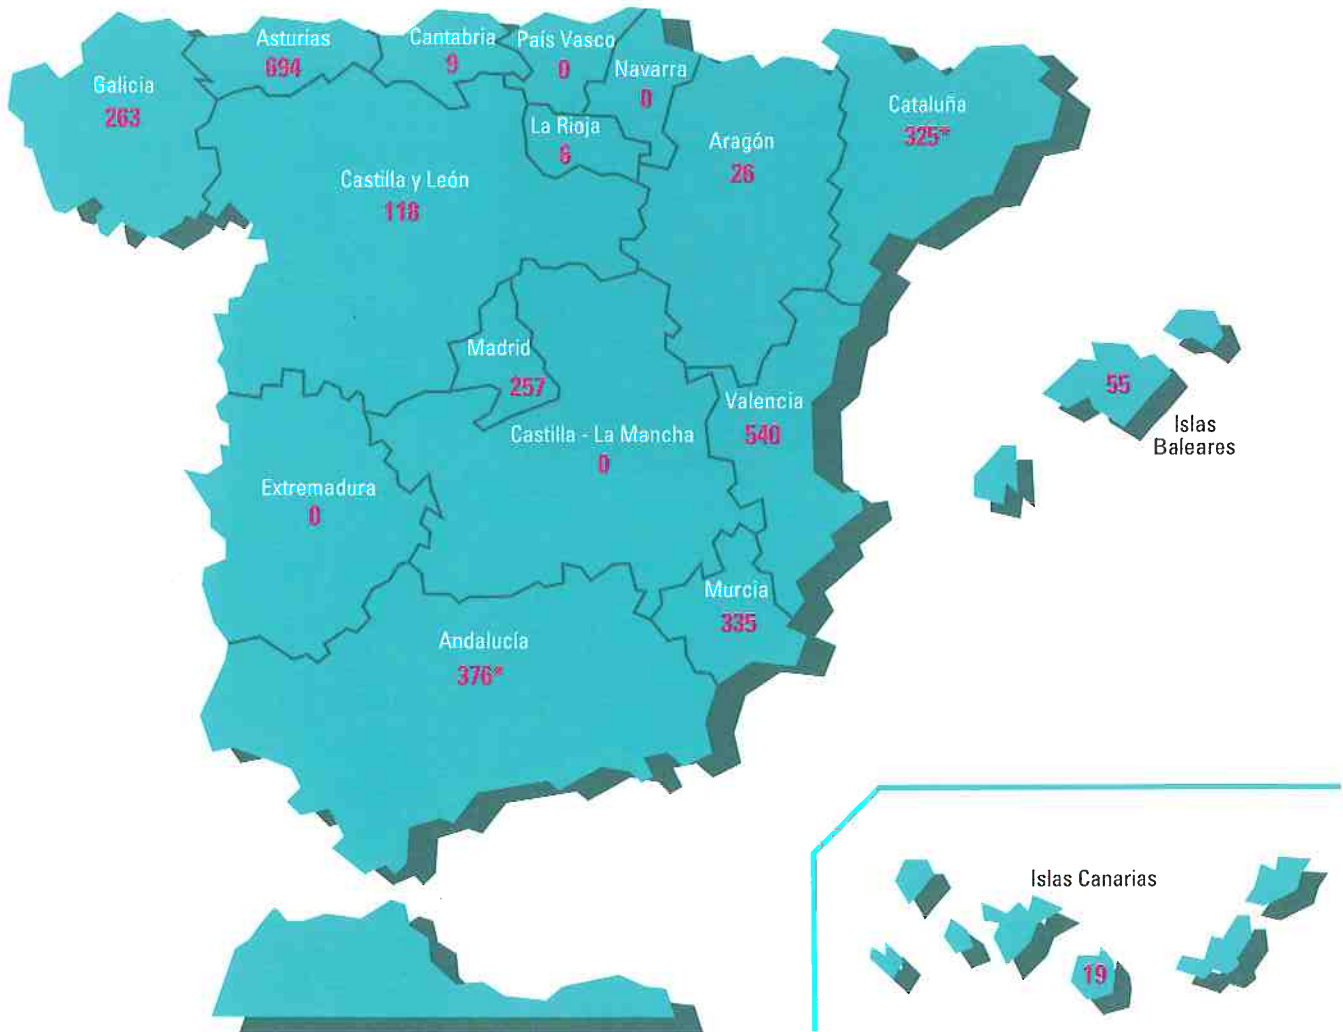 Asturias
694
Cantabria
9
País Vasco
0
Navarra
0
Galicia
263
La Rioja
6
Cataluña
325*
Aragón
26
Castilla y León
118
Madrid
257
Valencia
540
55
Islas
Baleares
Castilla - La Mancha
0
Extremadura
0
Murcia
335
Andalucía
376*
Islas Canarias
19